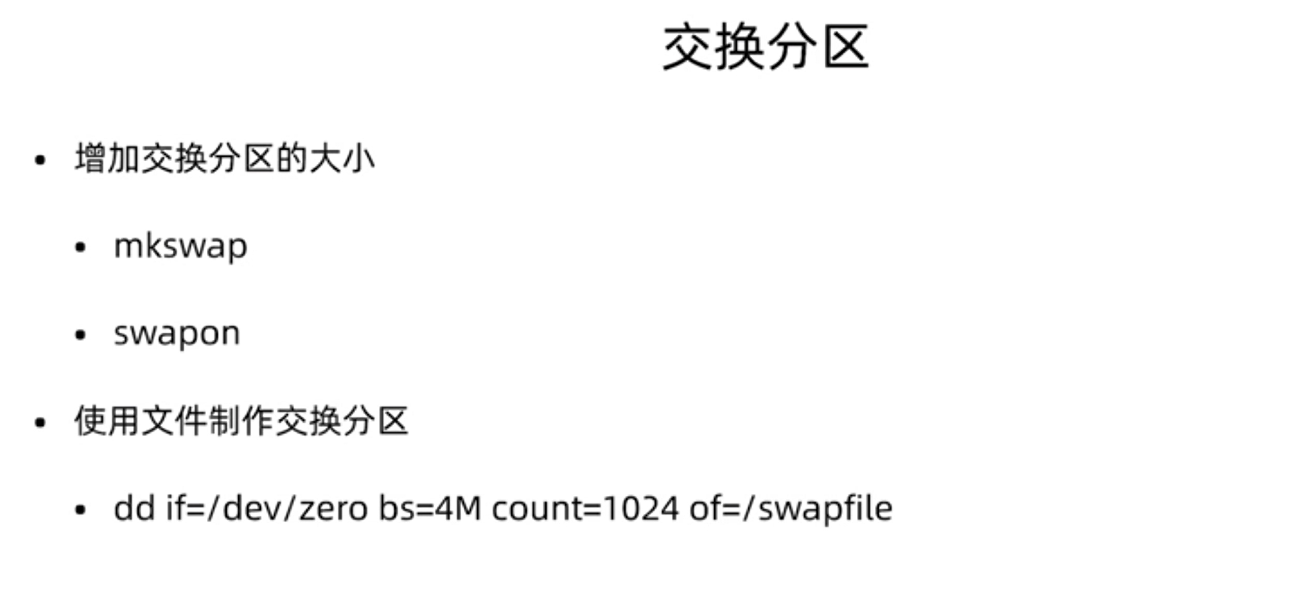 交换分区
• 增加交换分区的大小
• mkswap
• swapon
• 使用文件制作交换分区
• dd if=/dev/zero bs=4M count=1024 of=/swapfile